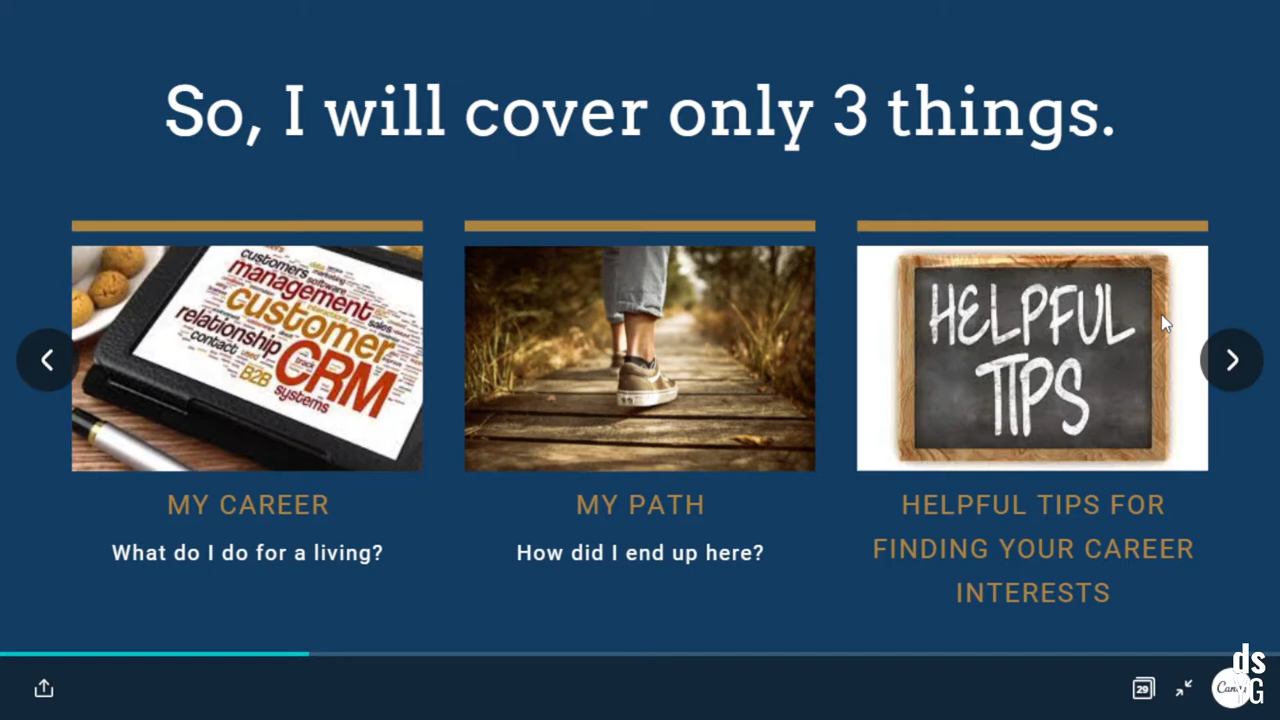 So, I will cover only 3 things.
customers
software
management
sales
customer
relationship
contact
used
CRM
B2B
systems
HELPFUL
TIPS
MY CAREER
What do I do for a living?
MY PATH
How did I end up here?
HELPFUL TIPS FOR
FINDING YOUR CAREER
INTERESTS
29
ds
G